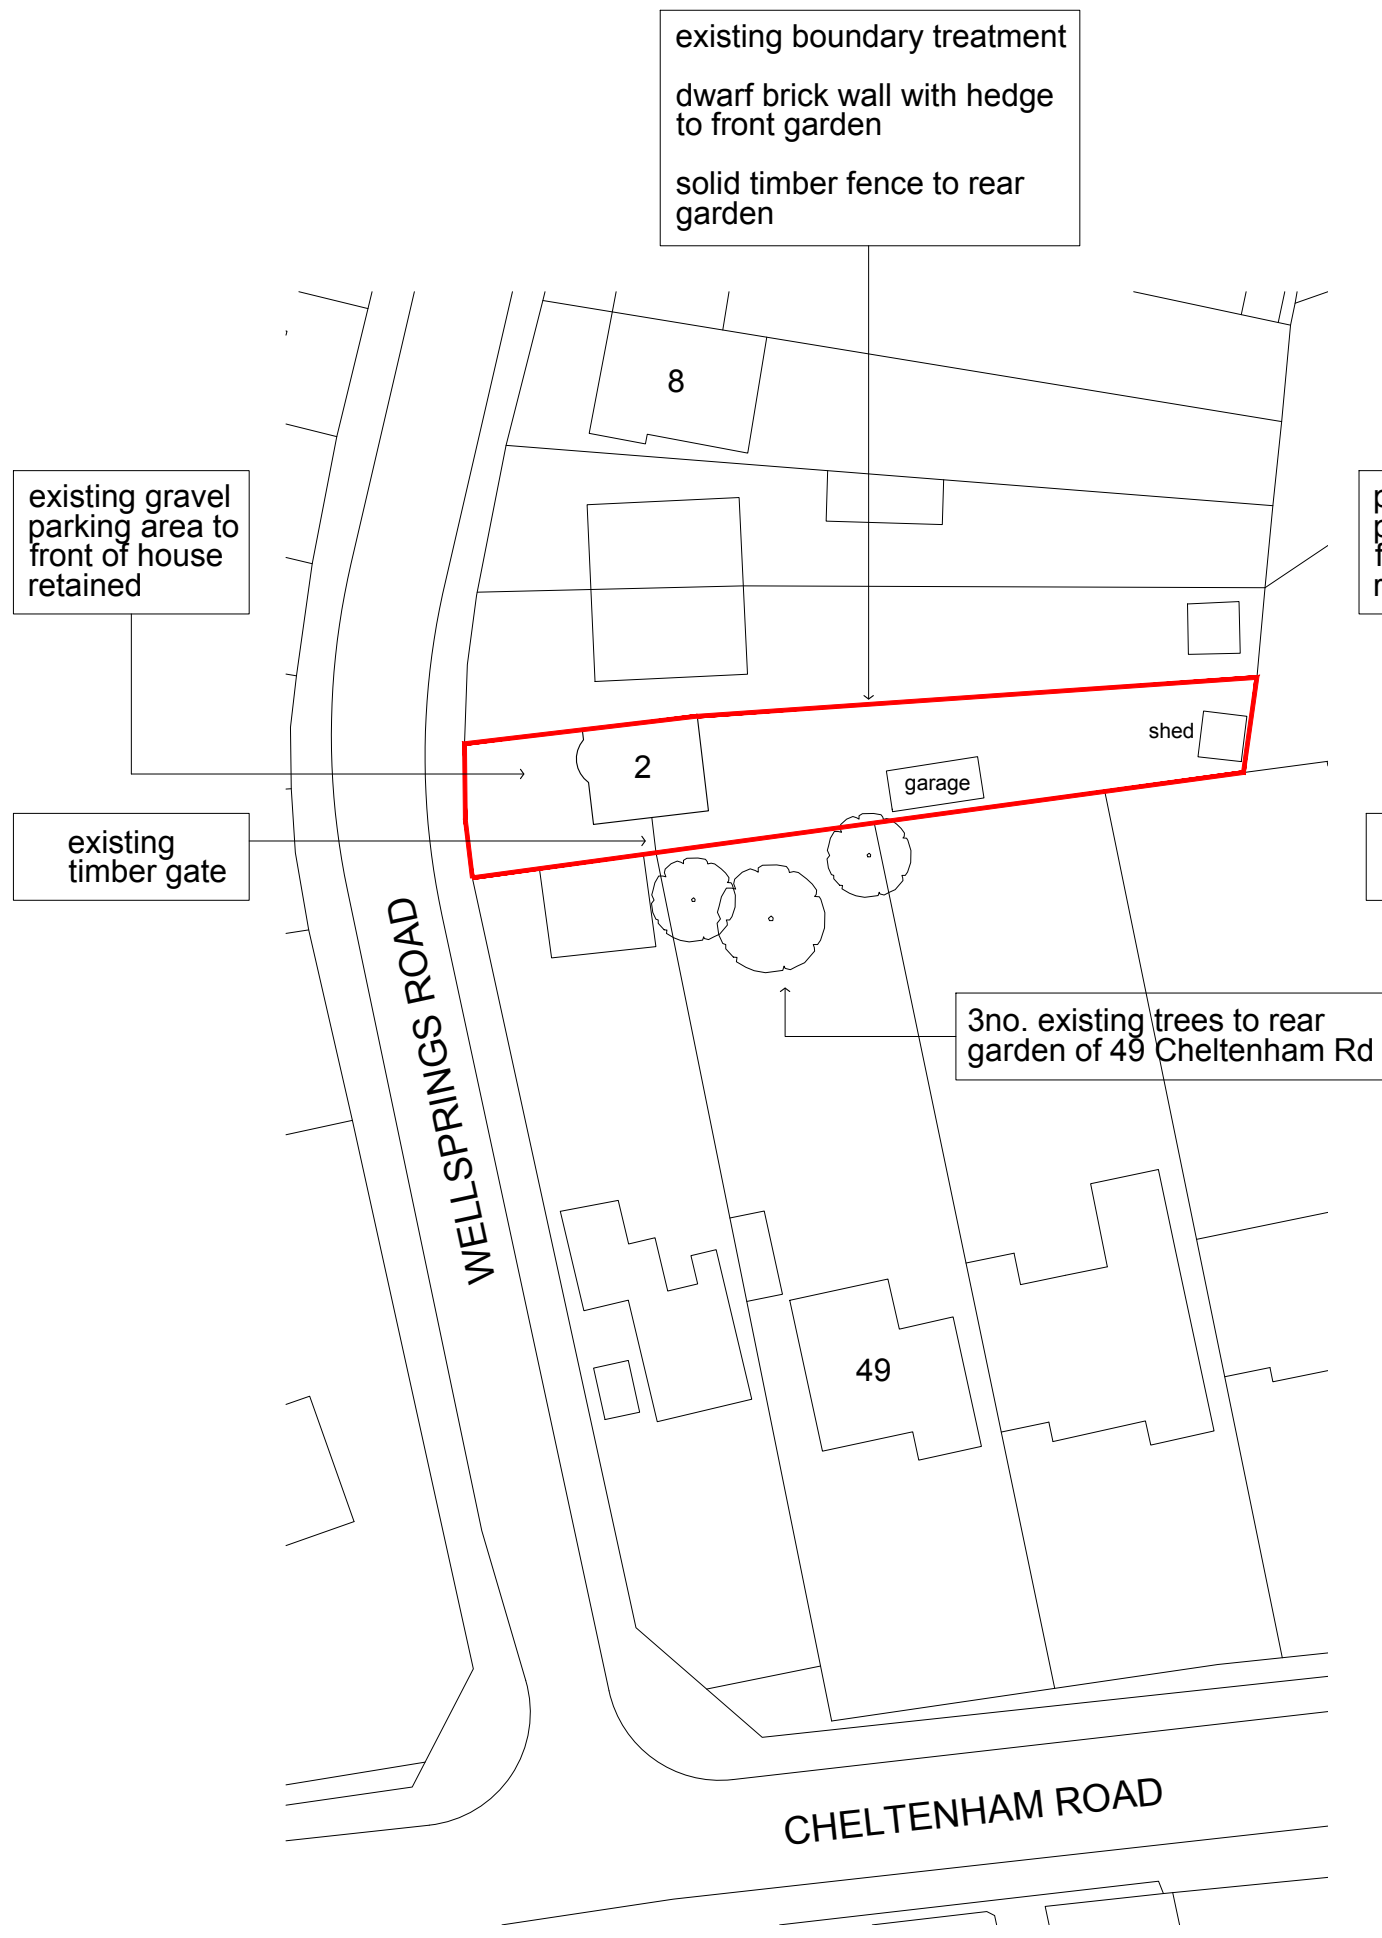 existing boundary treatment
dwarf brick wall with hedge
to front garden
solid timber fence to rear
garden
8
existing gravel
parking area to
front of house
retained
2
shed
garage
existing
timber gate
WELLSPRINGS ROAD
3no. existing trees to rear
garden of 49 Cheltenham Rd
49
CHELTENHAM ROAD